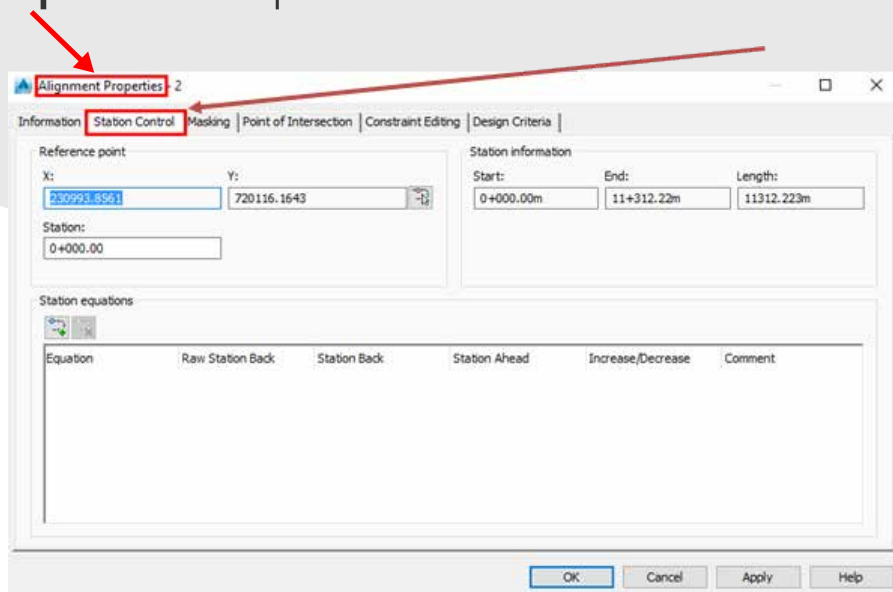 Alignment Properties - 2
Information Station Control Masking Point of Intersection Constraint Editing Design Criteria
Reference point Station information
X: Y: Start: End: Length:
230993.8561 720116.1643 0+000.00m 11+312.22m 11312.223m
Station:
0+000.00
Station equations
Equation Raw Station Back Station Back Station Ahead Increase/Decrease Comment
OK Cancel Apply Help